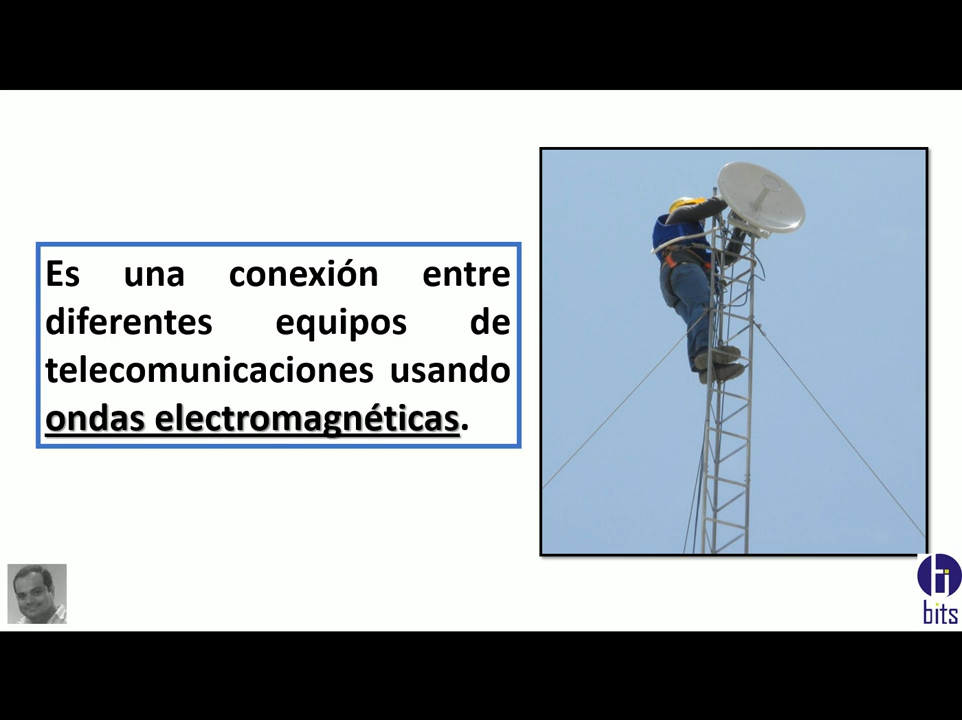 Es una conexión entre
diferentes equipos de
telecomunicaciones usando
ondas electromagnéticas.
bits